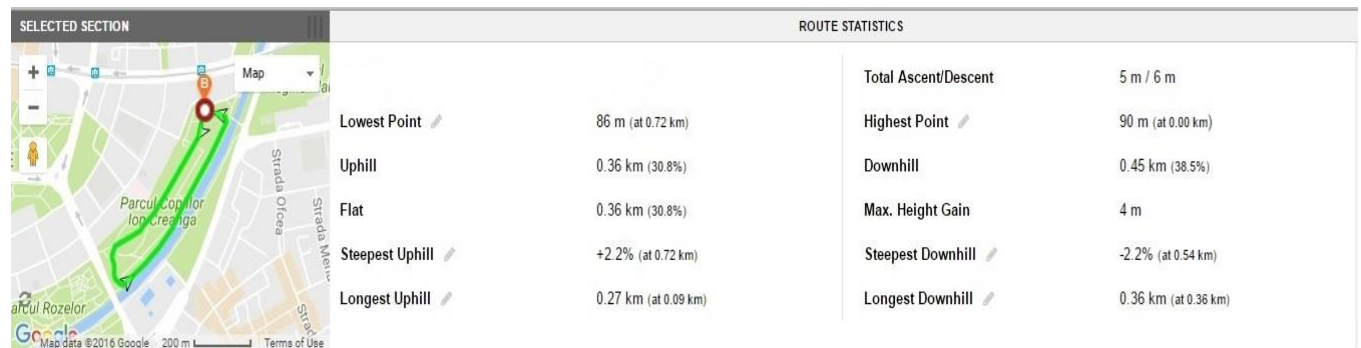 SELECTED SECTION
ROUTE STATISTICS
Map
B
Total Ascent/Descent 5 m / 6 m
Lowest Point 86 m (at 0.72 km) Highest Point 90 m (at 0.00 km)
Uphill 0.36 km (30.8%) Downhill 0.45 km (38.5%)
Flat 0.36 km (30.8%) Max. Height Gain 4 m
Steepest Uphill +2.2% (at 0.72 km) Steepest Downhill -2.2% (at 0.54 km)
Longest Uphill 0.27 km (at 0.09 km) Longest Downhill 0.36 km (at 0.36 km)
Strada Ofcea
Parcul Copiilor
Ion Creanga
Strada
Rozelor
Google
Map data ©2016 Google 200 m Terms of Use